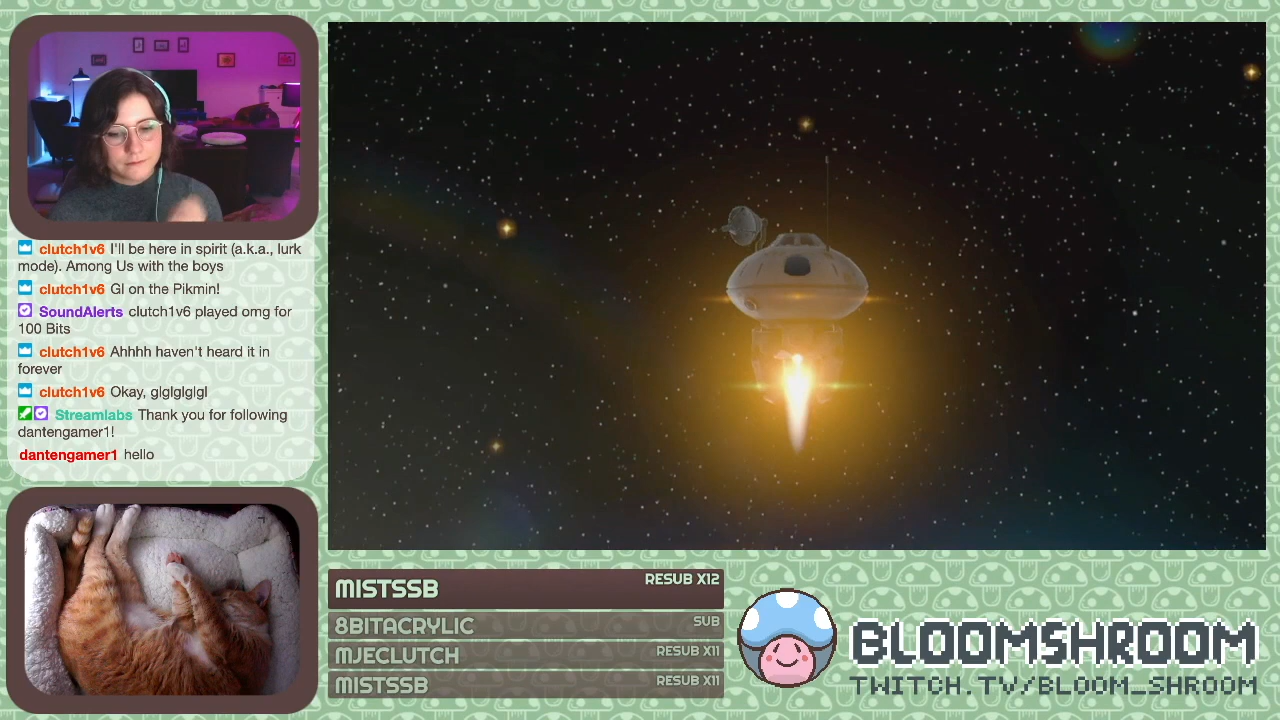 clutch1v6 I'll be here in spirit (a.k.a., lurk
mode). Among Us with the boys
clutch1v6 Gl on the Pikmin!
SoundAlerts clutch1v6 played omg for
100 Bits
clutch1v6 Ahhhh haven't heard it in
forever
clutch1v6 Okay, glglglglgl
Streamlabs Thank you for following
dantengamer1!
dantengamer1 hello
MISTSSB RESUB X12
8BITACRYLIC SUB
MJECLUTCH RESUB X11
MISTSSB RESUB X11
BLOOMSHROOM
TWITCH.TV/BLOOM_SHROOM